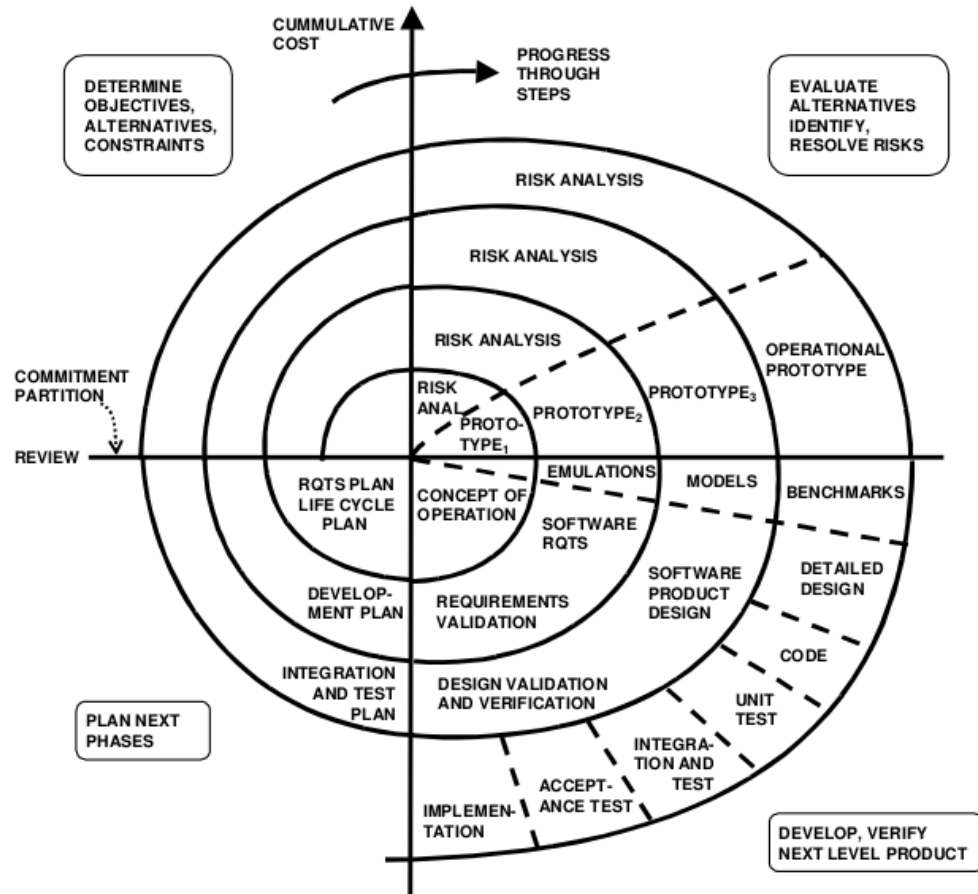 CUMMULATIVE
COST
PROGRESS
THROUGH
STEPS
DETERMINE
OBJECTIVES,
ALTERNATIVES,
CONSTRAINTS
EVALUATE
ALTERNATIVES
IDENTIFY,
RESOLVE RISKS
RISK ANALYSIS
RISK ANALYSIS
RISK ANALYSIS
RISK
ANAL.
PROTO-
TYPE1
PROTOTYPE2
PROTOTYPE3
OPERATIONAL
PROTOTYPE
COMMITMENT
PARTITION
REVIEW
RQTS PLAN
LIFE CYCLE
PLAN
CONCEPT OF
OPERATION
EMULATIONS
MODELS
BENCHMARKS
SOFTWARE
RQTS
SOFTWARE
PRODUCT
DESIGN
DETAILED
DESIGN
DEVELOP-
MENT PLAN
REQUIREMENTS
VALIDATION
CODE
INTEGRATION
AND TEST
PLAN
DESIGN VALIDATION
AND VERIFICATION
UNIT
TEST
PLAN NEXT
PHASES
INTEGRA-
TION AND
TEST
ACCEPT-
ANCE TEST
IMPLEMEN-
TATION
DEVELOP, VERIFY
NEXT LEVEL PRODUCT